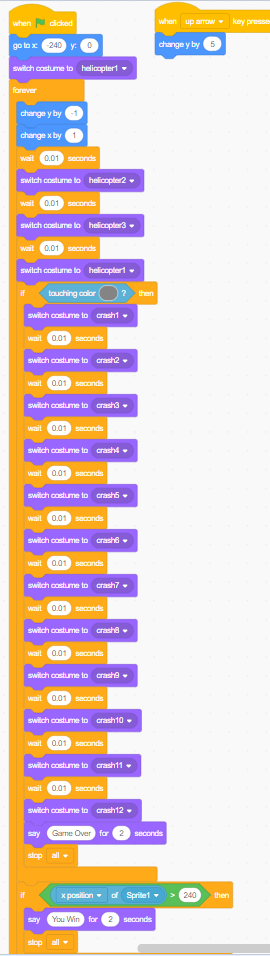 when clicked
go to x: -240 y: 0
switch costume to helicopter1
forever
change y by -1
change x by 1
wait 0.01 seconds
switch costume to helicopter2
wait 0.01 seconds
switch costume to helicopter3
wait 0.01 seconds
switch costume to helicopter1
if touching color ? then
switch costume to crash1
wait 0.01 seconds
switch costume to crash2
wait 0.01 seconds
switch costume to crash3
wait 0.01 seconds
switch costume to crash4
wait 0.01 seconds
switch costume to crash5
wait 0.01 seconds
switch costume to crash6
wait 0.01 seconds
switch costume to crash7
wait 0.01 seconds
switch costume to crash8
wait 0.01 seconds
switch costume to crash9
wait 0.01 seconds
switch costume to crash10
wait 0.01 seconds
switch costume to crash11
wait 0.01 seconds
switch costume to crash12
say Game Over for 2 seconds
stop all
if x position of Sprite1 > 240 then
say You Win for 2 seconds
stop all
when up arrow key presse
change y by 5